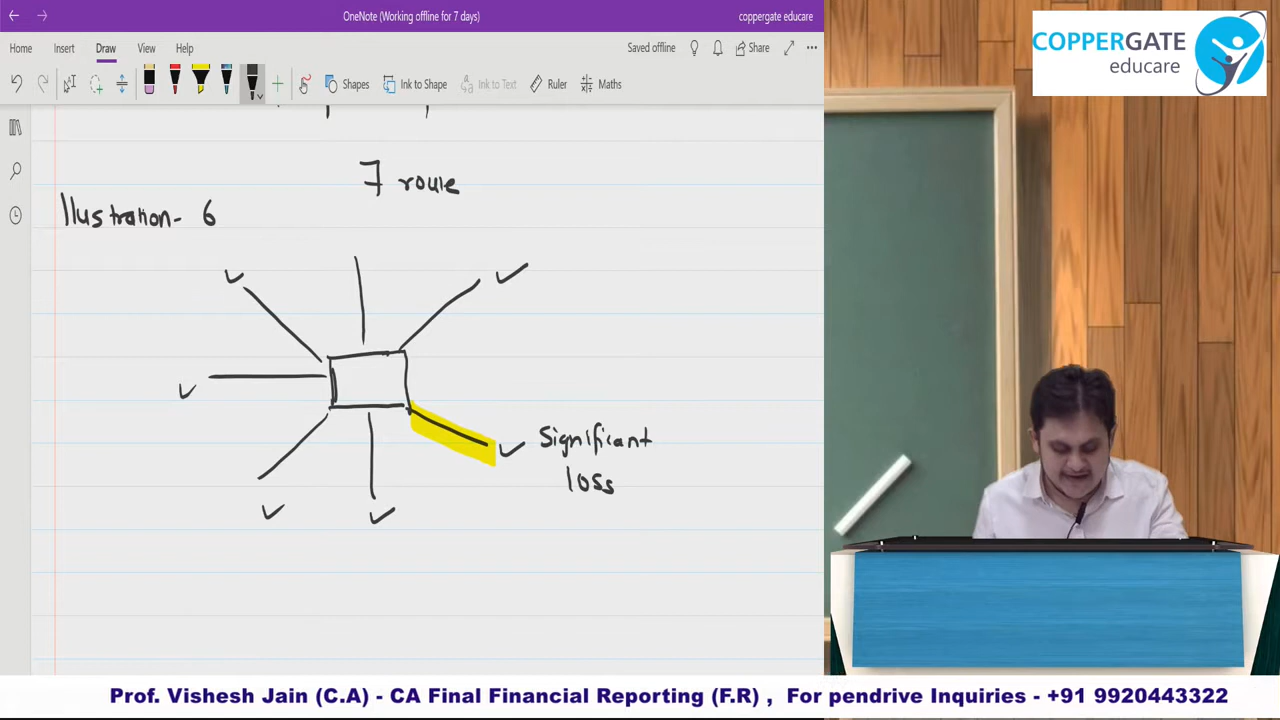 OneNote (Working offline for 7 days)
coppergate educare
Home Insert Draw View Help
Saved offline
Share
Shapes
Ink to Shape
Ink to Text
Ruler
Maths
COPPERGATE
educare
7 route
Illustration- 6
Significant
loss
Prof. Vishesh Jain (C.A) - CA Final Financial Reporting (F.R) , For pendrive Inquiries - +91 9920443322